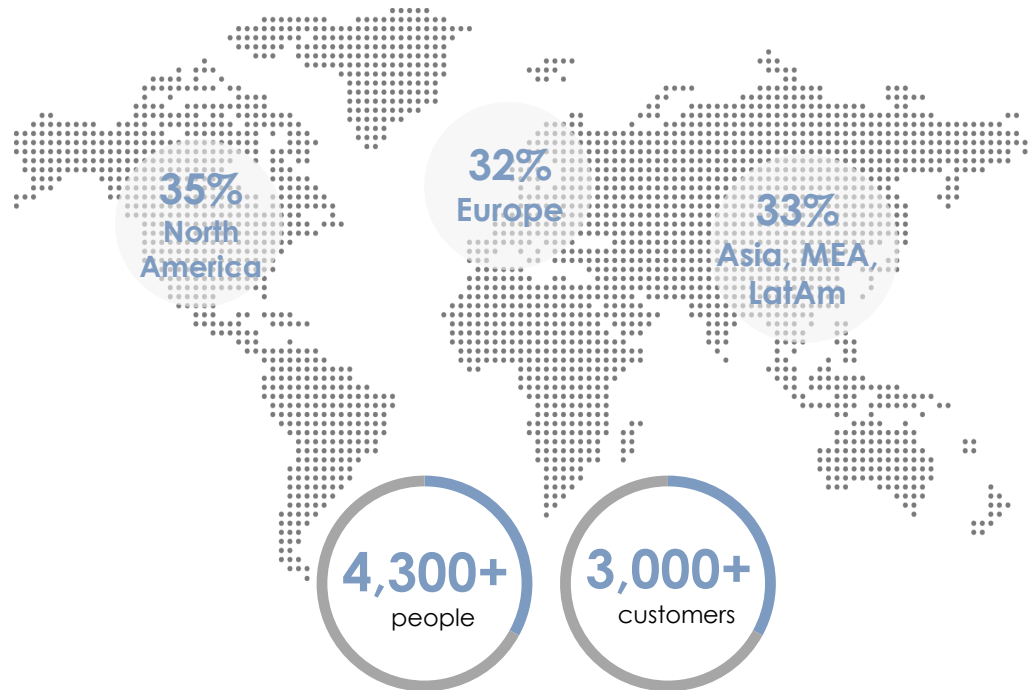 35%
North
America
32%
Europe
33%
Asia, MEA,
LatAm
4,300+
people
3,000+
customers